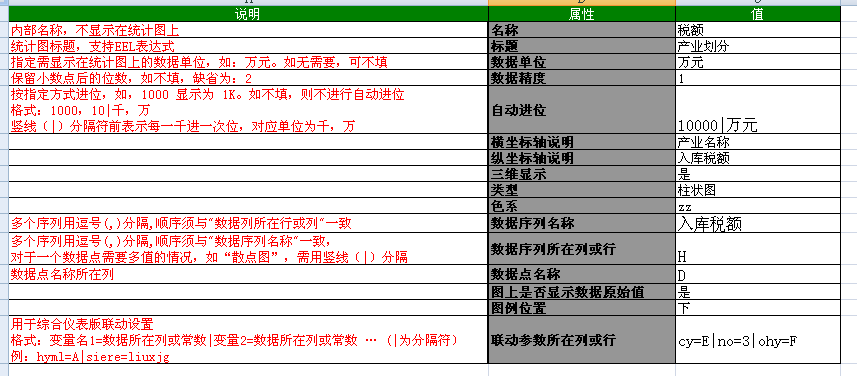 说明 属性 值
内部名称，不显示在统计图上 名称 税额
统计图标题，支持EEL表达式 标题 产业划分
指定需显示在统计图上的数据单位，如：万元。如无需要，可不填 数据单位 万元
保留小数点后的位数，如不填，缺省为：2 数据精度 1
按指定方式进位，如，1000 显示为 1K。如不填，则不进行自动进位
格式：1000，10|千，万 自动进位
竖线（|）分隔符前表示每一千进一次位，对应单位为千，万 10000|万元
横坐标轴说明 产业名称
纵坐标轴说明 入库税额
三维显示 是
类型 柱状图
色系 zz
多个序列用逗号(,)分隔,顺序须与"数据列所在行或列"一致 数据序列名称 入库税额
多个序列用逗号(,)分隔,顺序须与"数据序列名称"一致，
对于一个数据点需要多值的情况，如“散点图”，需用竖线（|）分隔 数据序列所在列或行 H
数据点名称所在列 数据点名称 D
图上是否显示数据原始值 是
图例位置 下
用于综合仪表版联动设置
格式：变量名1=数据所在列或常数|变量2=数据所在列或常数 … （|为分隔符） 联动参数所在列或行 cy=E|no=3|ohy=F
例：hyml=A|siere=liuxjg